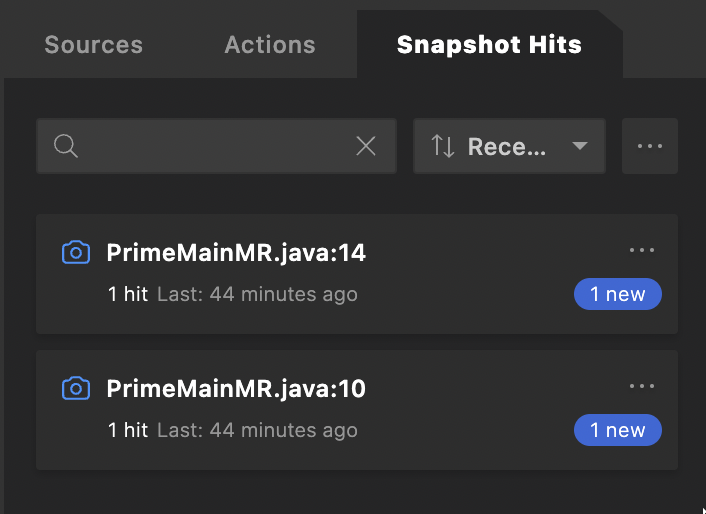 Sources Actions Snapshot Hits
Rece...
PrimeMainMR.java:14
1 hit Last: 44 minutes ago 1 new
PrimeMainMR.java:10
1 hit Last: 44 minutes ago 1 new